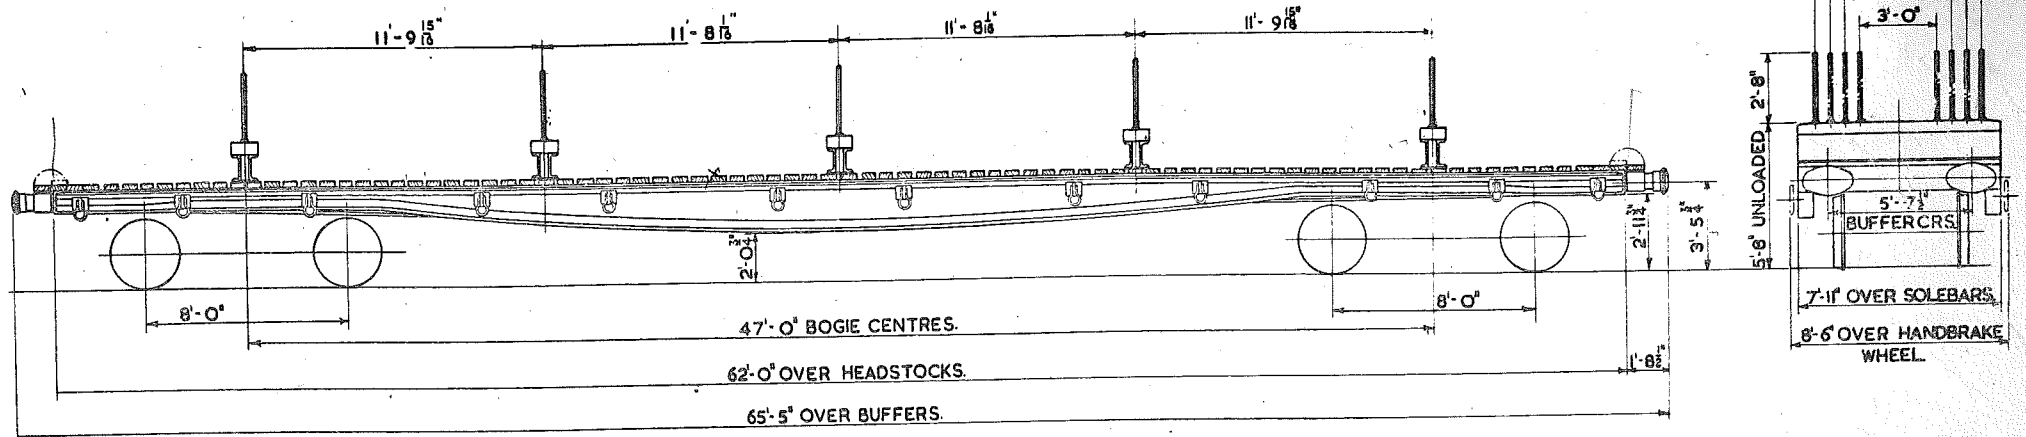 11'-9 15/16" 11'-8 1/16" 11'-8 1/16" 11'-9 15/16"
3'-0"
2'-8"
5'-8" UNLOADED
2'-0 3/4"
2'-11 3/4"
3'-5 3/4"
5'-7 1/2"
BUFFER CRS.
8'-0" 8'-0"
7'-11" OVER SOLEBARS.
47'-0" BOGIE CENTRES.
8'-6" OVER HANDBRAKE
WHEEL.
1'-8 1/2"
62'-0" OVER HEADSTOCKS.
65'-5" OVER BUFFERS.